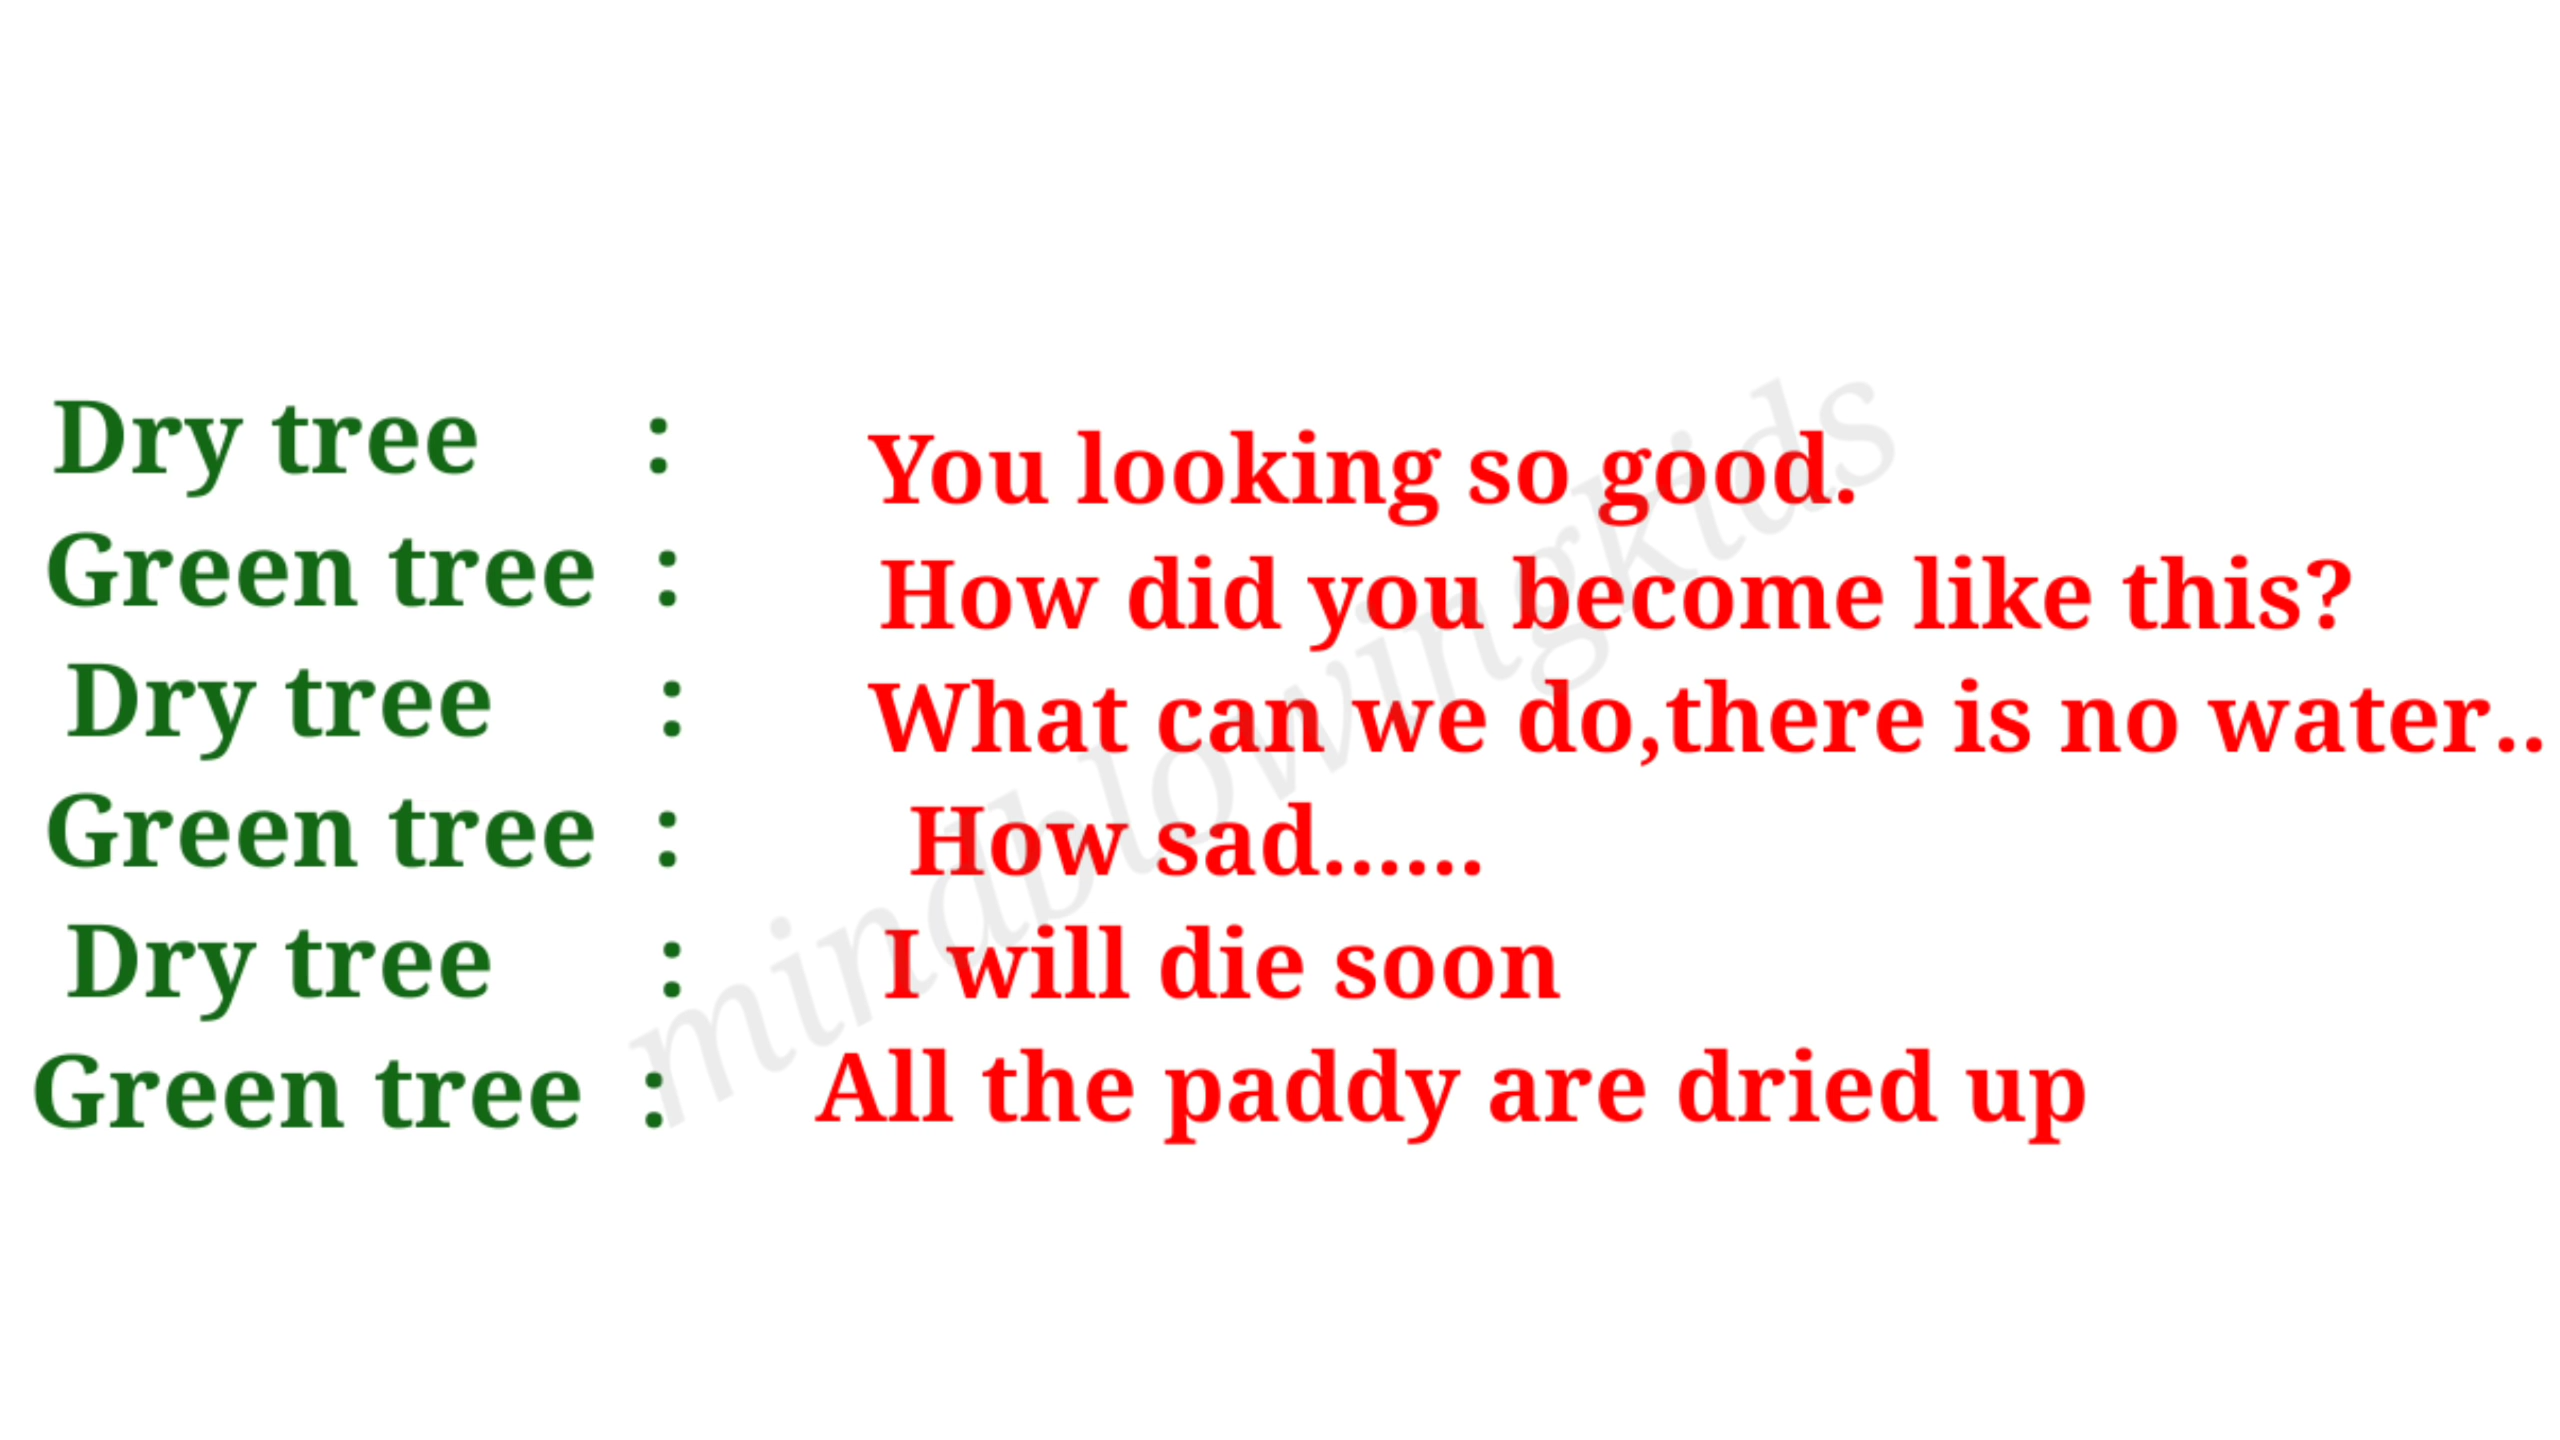 Dry tree : You looking so good.
Green tree : How did you become like this?
Dry tree : What can we do,there is no water..
Green tree : How sad......
Dry tree : I will die soon
Green tree : All the paddy are dried up
mindblowingkids